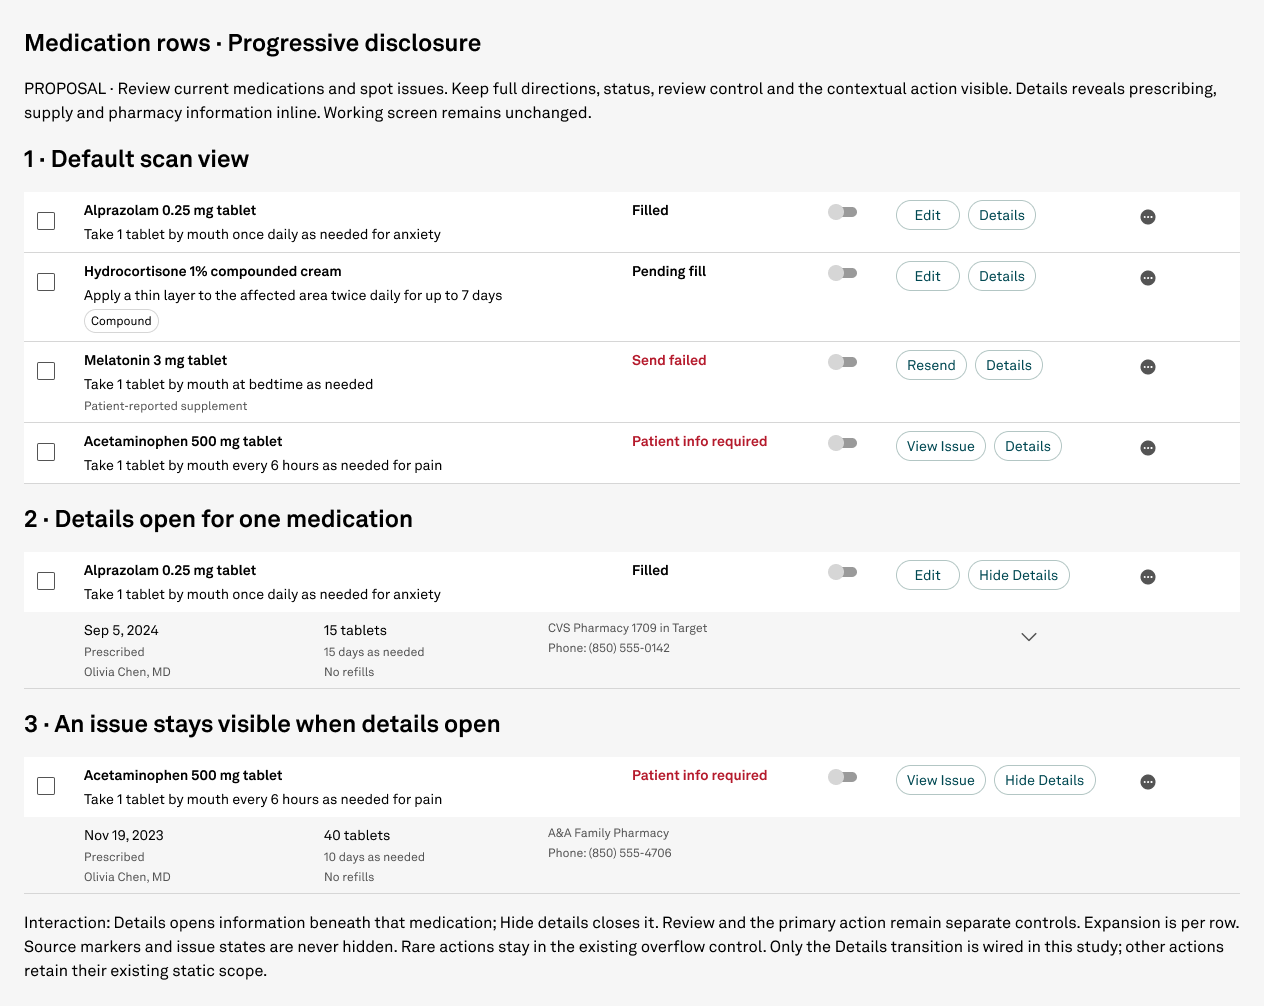 Medication rows · Progressive disclosure
PROPOSAL · Review current medications and spot issues. Keep full directions, status, review control and the contextual action visible. Details reveals prescribing,
supply and pharmacy information inline. Working screen remains unchanged.
1 · Default scan view
Alprazolam 0.25 mg tablet
Take 1 tablet by mouth once daily as needed for anxiety
Filled
Edit
Details
Hydrocortisone 1% compounded cream
Apply a thin layer to the affected area twice daily for up to 7 days
Compound
Pending fill
Edit
Details
Melatonin 3 mg tablet
Take 1 tablet by mouth at bedtime as needed
Patient-reported supplement
Send failed
Resend
Details
Acetaminophen 500 mg tablet
Take 1 tablet by mouth every 6 hours as needed for pain
Patient info required
View Issue
Details
2 · Details open for one medication
Alprazolam 0.25 mg tablet
Take 1 tablet by mouth once daily as needed for anxiety
Filled
Edit
Hide Details
Sep 5, 2024
Prescribed
Olivia Chen, MD
15 tablets
15 days as needed
No refills
CVS Pharmacy 1709 in Target
Phone: (850) 555-0142
3 · An issue stays visible when details open
Acetaminophen 500 mg tablet
Take 1 tablet by mouth every 6 hours as needed for pain
Patient info required
View Issue
Hide Details
Nov 19, 2023
Prescribed
Olivia Chen, MD
40 tablets
10 days as needed
No refills
A&A Family Pharmacy
Phone: (850) 555-4706
Interaction: Details opens information beneath that medication; Hide details closes it. Review and the primary action remain separate controls. Expansion is per row.
Source markers and issue states are never hidden. Rare actions stay in the existing overflow control. Only the Details transition is wired in this study; other actions
retain their existing static scope.